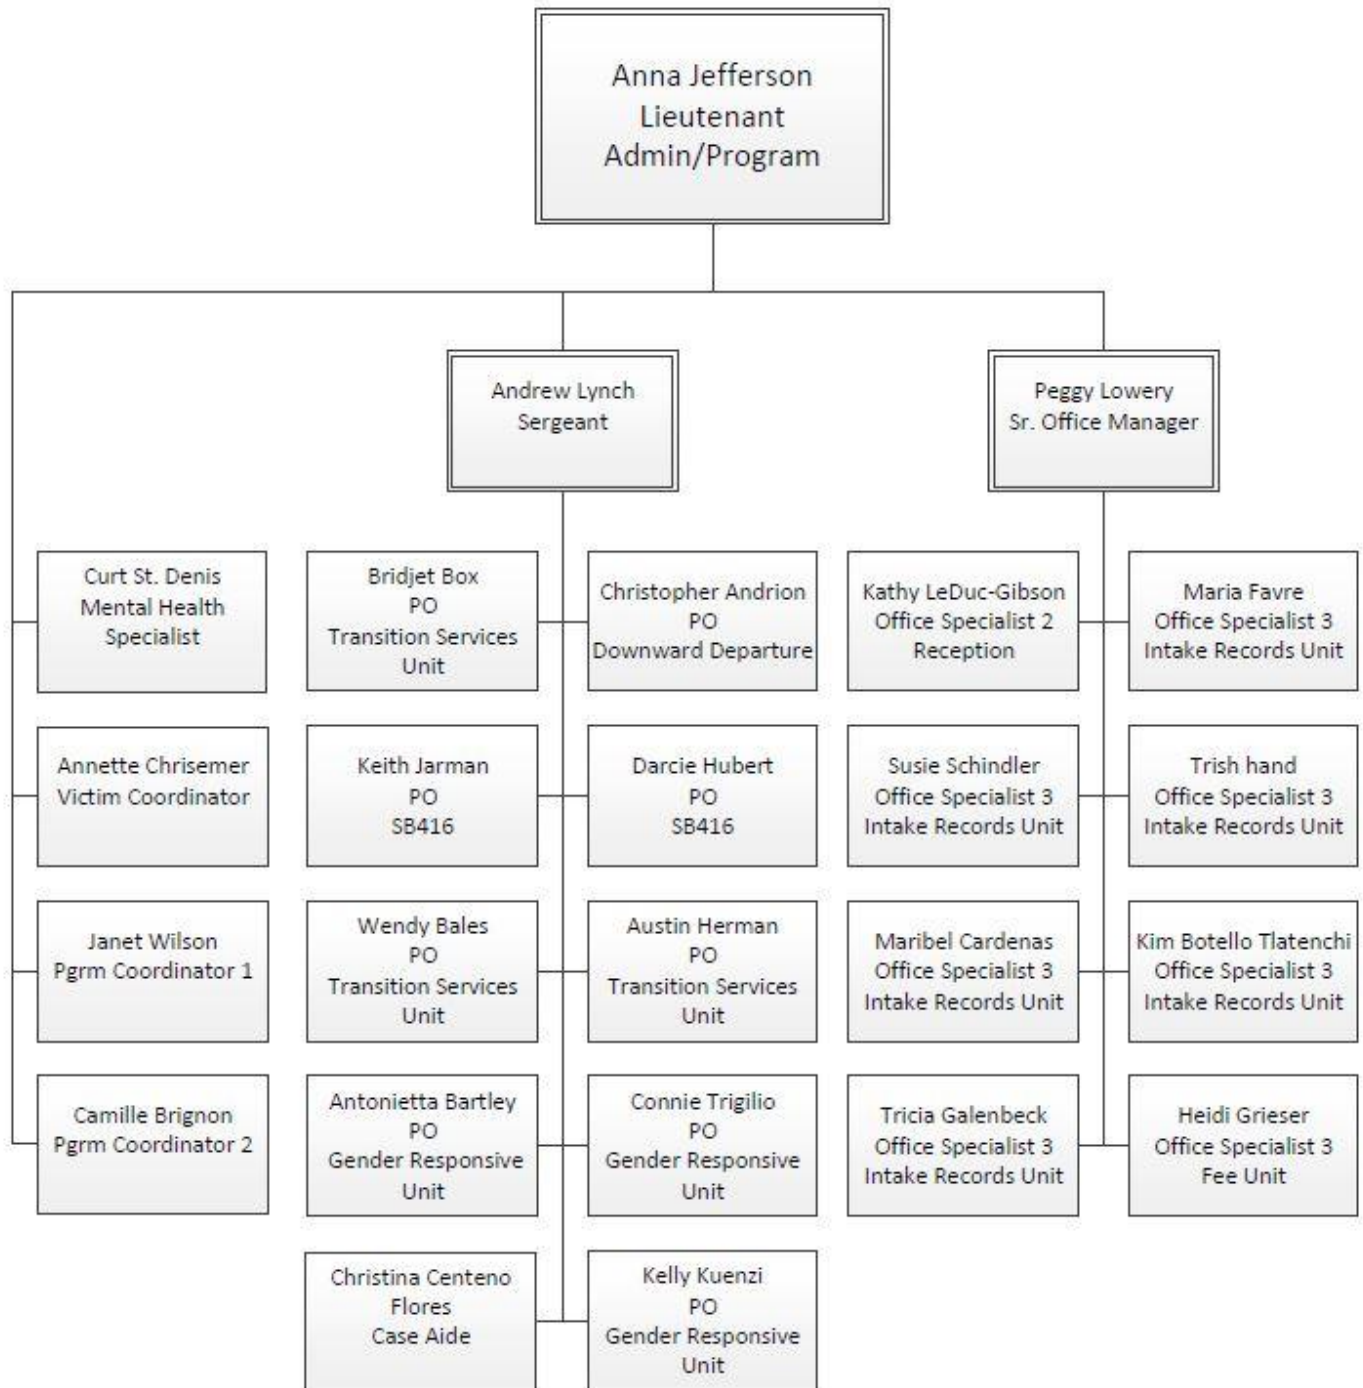 Anna Jefferson
Lieutenant
Admin/Program
Andrew Lynch
Sergeant
Peggy Lowery
Sr. Office Manager
Curt St. Denis
Mental Health
Specialist
Bridjet Box
PO
Transition Services
Unit
Christopher Andrion
PO
Downward Departure
Kathy LeDuc-Gibson
Office Specialist 2
Reception
Maria Favre
Office Specialist 3
Intake Records Unit
Annette Chrisemer
Victim Coordinator
Keith Jarman
PO
SB416
Darcie Hubert
PO
SB416
Susie Schindler
Office Specialist 3
Intake Records Unit
Trish hand
Office Specialist 3
Intake Records Unit
Janet Wilson
Pgrm Coordinator 1
Wendy Bales
PO
Transition Services
Unit
Austin Herman
PO
Transition Services
Unit
Maribel Cardenas
Office Specialist 3
Intake Records Unit
Kim Botello Tlatenchi
Office Specialist 3
Intake Records Unit
Camille Brignon
Pgrm Coordinator 2
Antonietta Bartley
PO
Gender Responsive
Unit
Connie Trigilio
PO
Gender Responsive
Unit
Tricia Galenbeck
Office Specialist 3
Intake Records Unit
Heidi Grieser
Office Specialist 3
Fee Unit
Christina Centeno
Flores
Case Aide
Kelly Kuenzi
PO
Gender Responsive
Unit